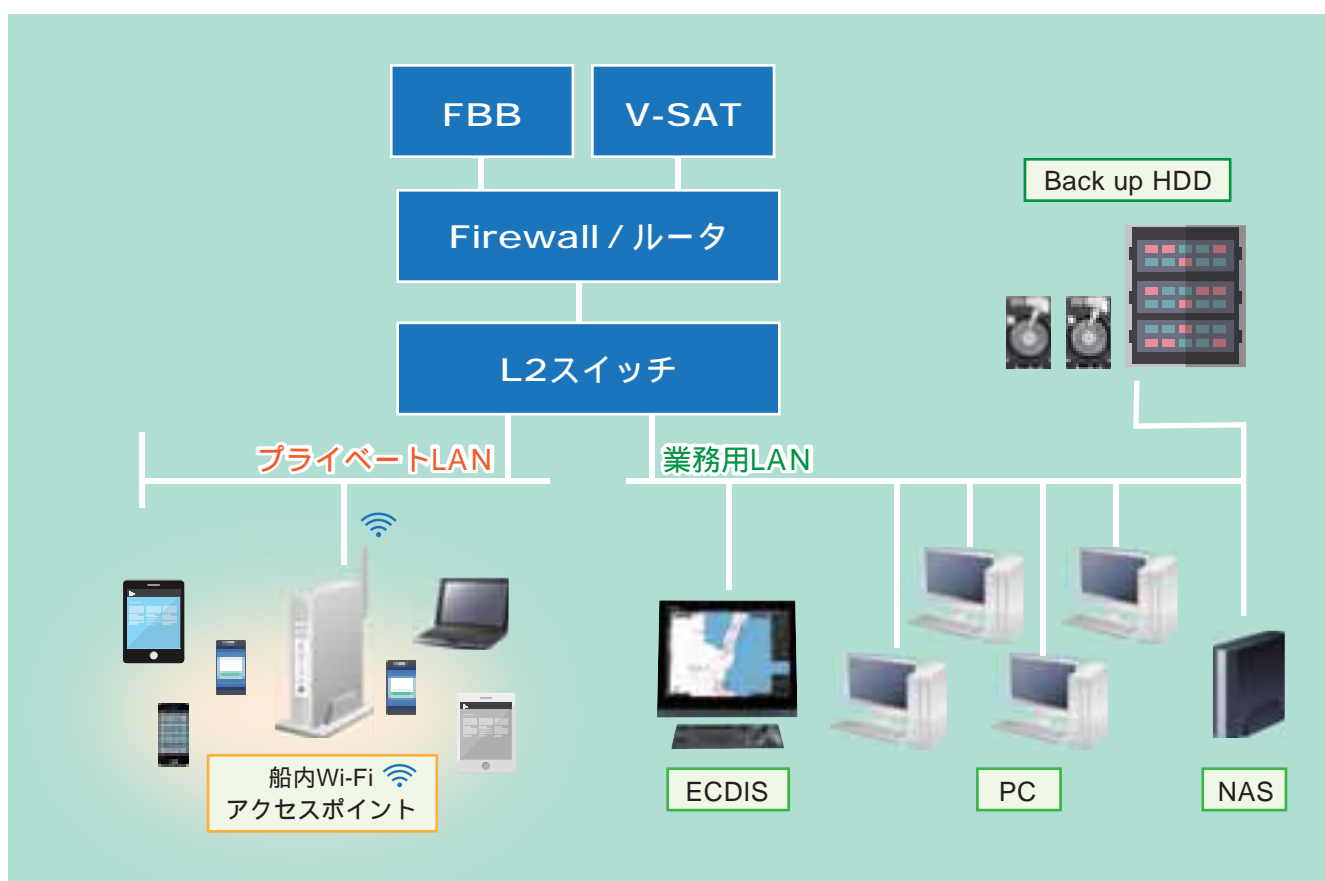 FBB
V-SAT
Firewall / ルータ
Back up HDD
L2スイッチ
プライベートLAN
業務用LAN
船内Wi-Fi
アクセスポイント
ECDIS
PC
NAS